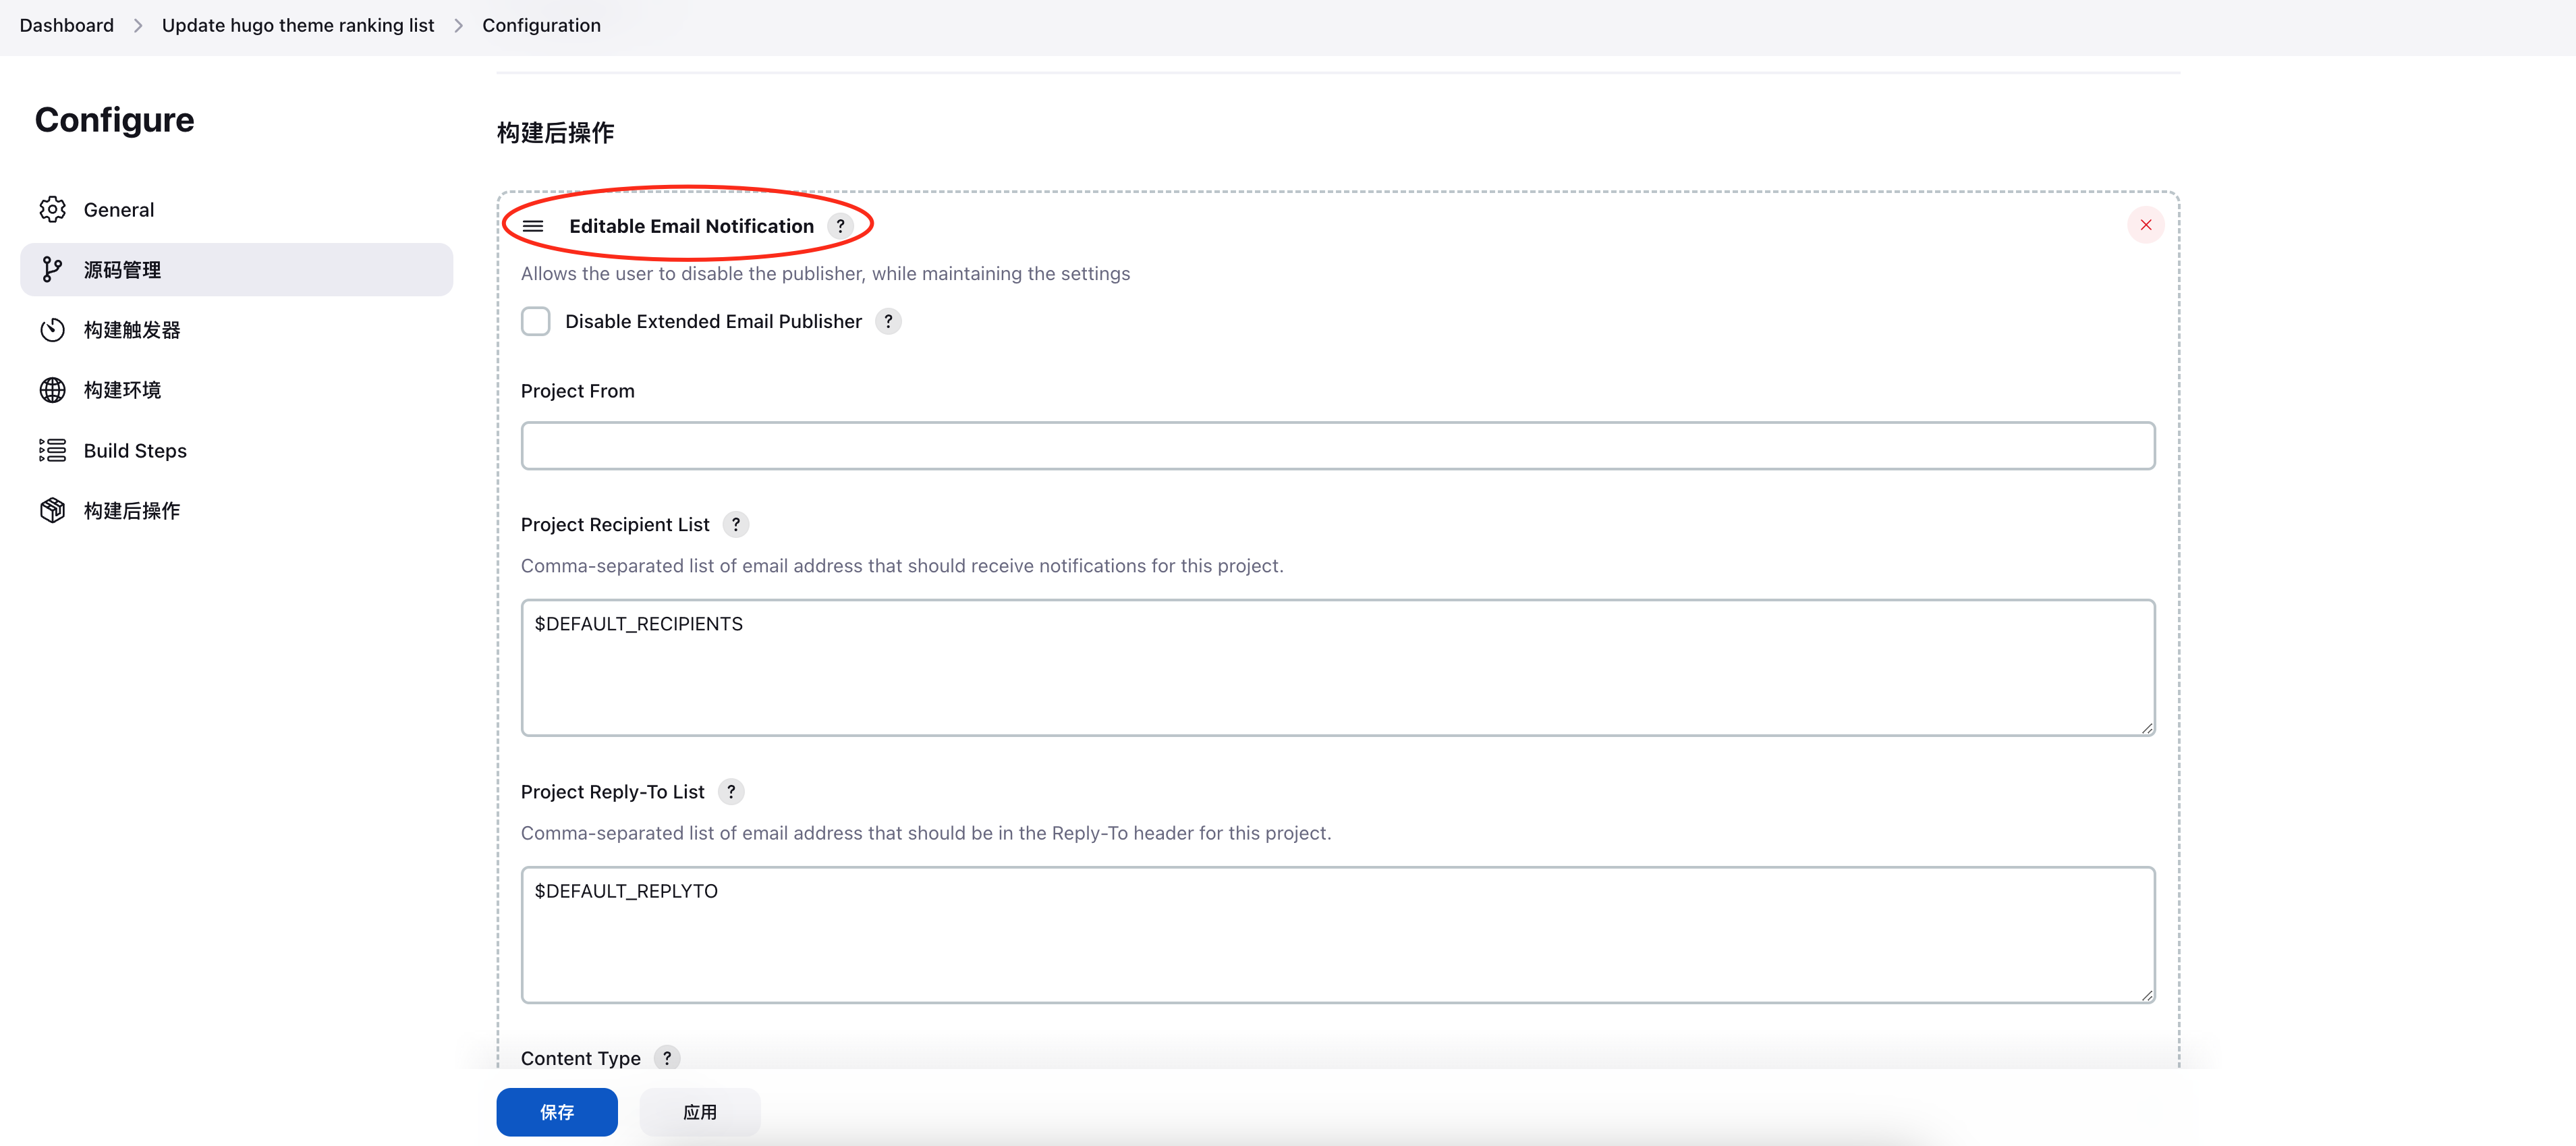 Dashboard > Update hugo theme ranking list > Configuration
Configure
General
源码管理
构建触发器
构建环境
Build Steps
构建后操作
构建后操作
Editable Email Notification ?
Allows the user to disable the publisher, while maintaining the settings
Disable Extended Email Publisher ?
Project From
Project Recipient List ?
Comma-separated list of email address that should receive notifications for this project.
$DEFAULT_RECIPIENTS
Project Reply-To List ?
Comma-separated list of email address that should be in the Reply-To header for this project.
$DEFAULT_REPLYTO
Content Type ?
保存
应用